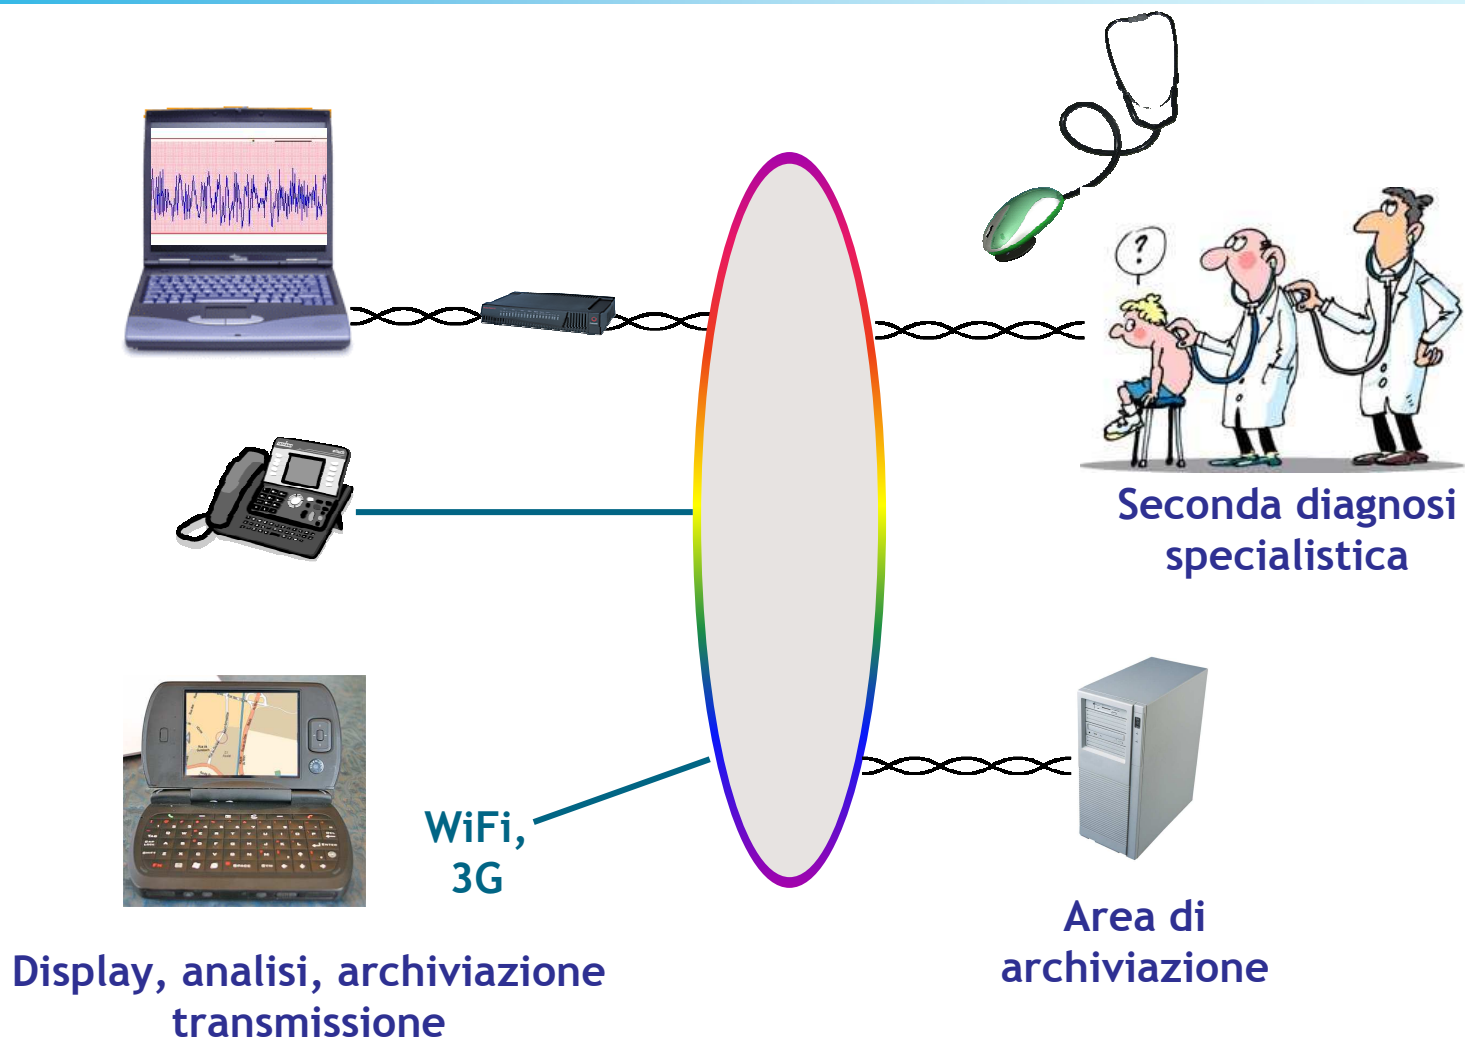 ?
Seconda diagnosi
specialistica
WiFi,
3G
Area di
archiviazione
Display, analisi, archiviazione
transmissione